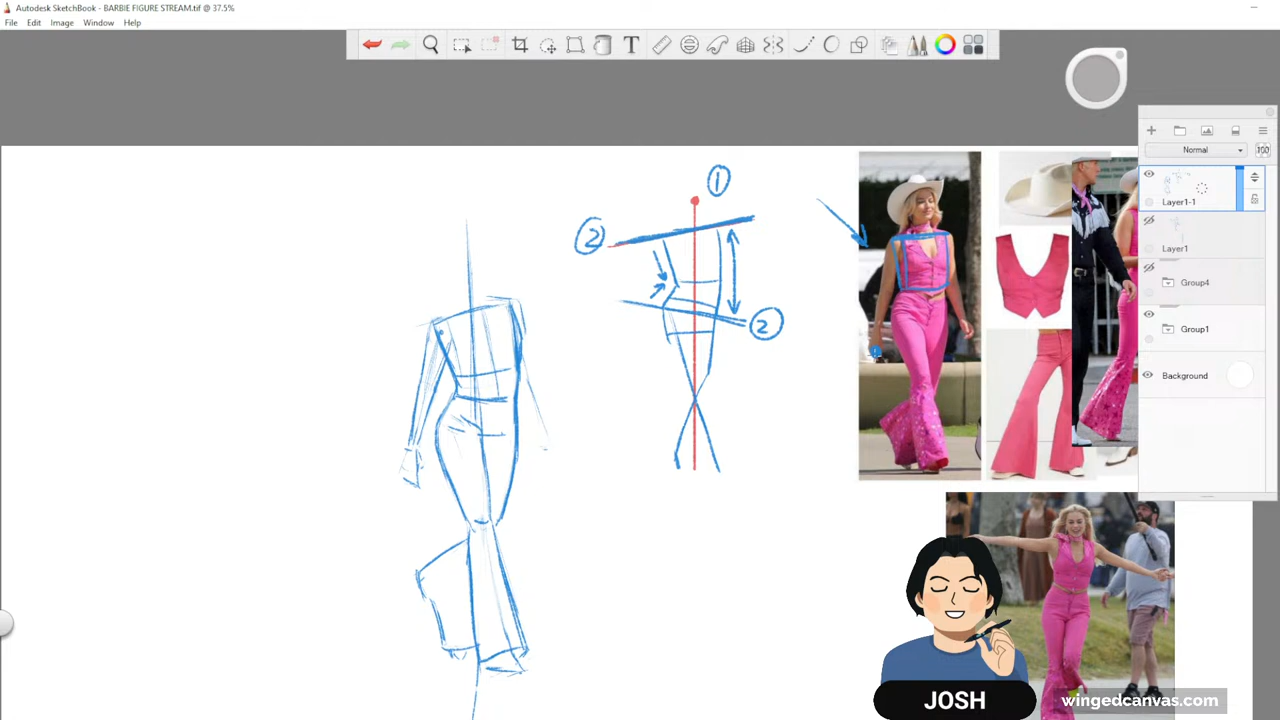 Autodesk SketchBook - BARBIE FIGURE STREAM.tif @ 37.5%
File Edit Image Window Help
T
Normal
100
Layer1-1
Layer1
Group4
Group1
Background
1
2
2
JOSH
wingedcanvas.com